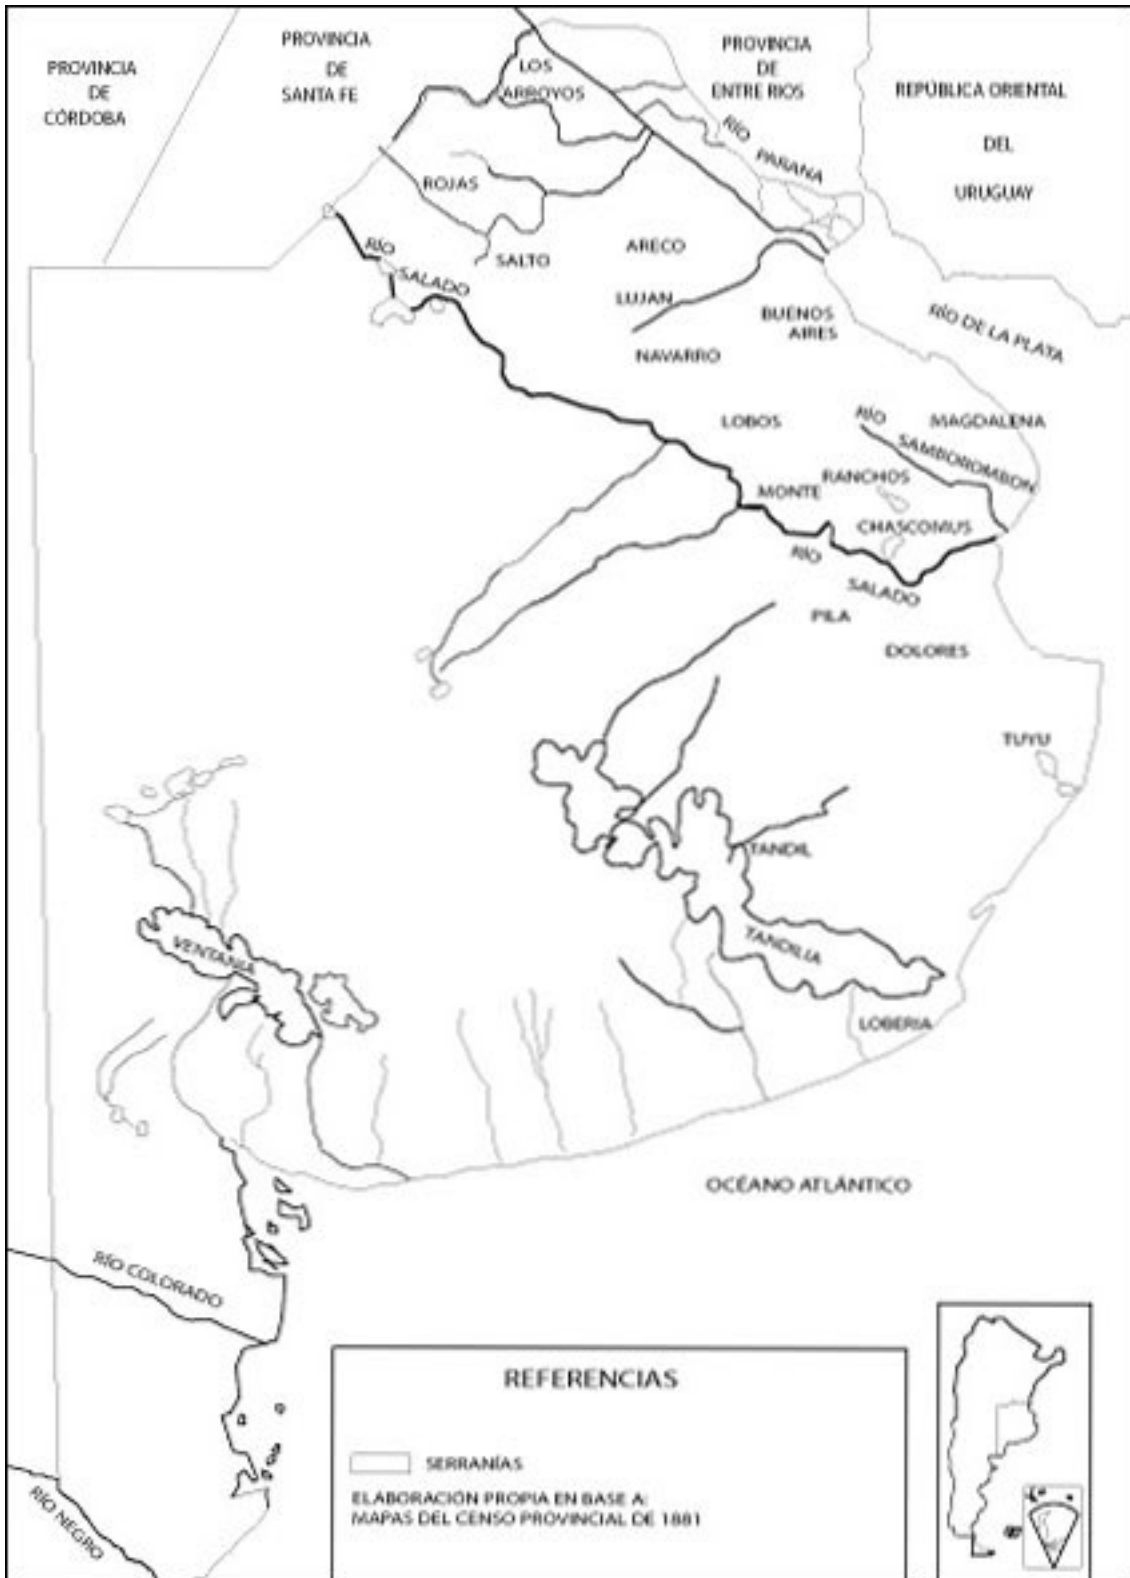 PROVINCIA
DE
CÓRDOBA
PROVINCIA
DE
SANTA FE
LOS
ARROYOS
PROVINCIA
DE
ENTRE RIOS
REPÚBLICA ORIENTAL
DEL
URUGUAY
RÍO
PARANA
ROJAS
RÍO
SALADO
SALTO
ARECO
LUJAN
BUENOS
AIRES
RÍO DE LA PLATA
NAVARRO
LOBOS
RÍO
SAMBOROMBON
MAGDALENA
RANCHOS
MONTE
CHASCOMUS
RÍO
SALADO
PILA
DOLORES
TUYU
TANDIL
TANDILIA
VENTANIA
LOBERIA
OCÉANO ATLÁNTICO
RÍO COLORADO
RÍO NEGRO
REFERENCIAS
SERRANÍAS
ELABORACIÓN PROPIA EN BASE A:
MAPAS DEL CENSO PROVINCIAL DE 1881